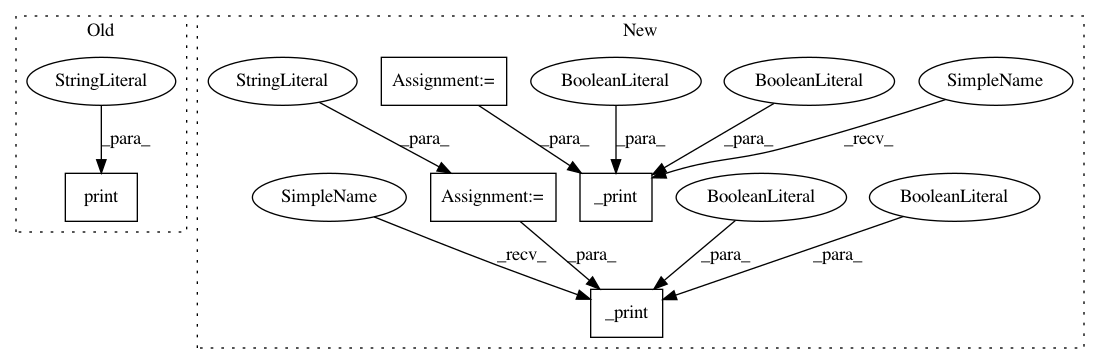 Old
New
StringLiteral
StringLiteral
Assignment:=
BooleanLiteral
BooleanLiteral
SimpleName
_para_
_para_
_para_
_para_
_para_
_recv_
print
SimpleName
Assignment:=
_print
BooleanLiteral
BooleanLiteral
_recv_
_para_
_para_
_para_
_print